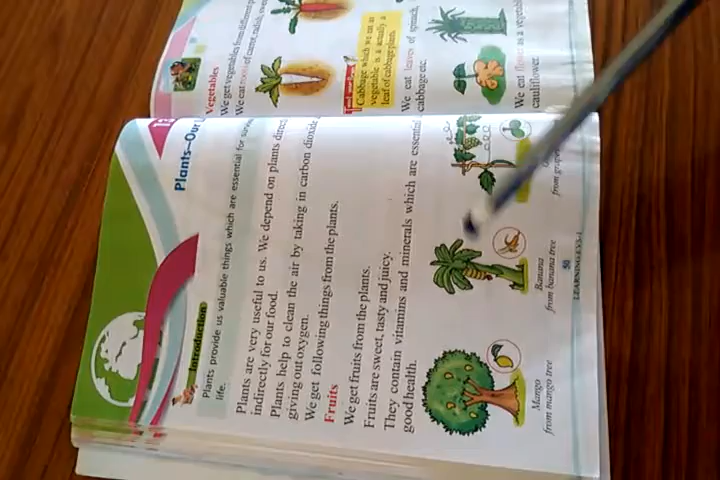 Plants–Our
Introduction
Plants provide us valuable things which are essential for
life.
Plants are very useful to us. We depend on plants
indirectly for our food.
Plants help to clean the air by taking in carbon dioxide
giving out oxygen.
We get following things from the plants.
Fruits
We get fruits from the plants.
Fruits are sweet, tasty and juicy.
They contain vitamins and minerals which are essential
good health.
Mango
from mango tree
Banana
from banana tree
from
50
Vegetables
We get vegetables from different
We eat roots of carrot, radish,
Cabbage which we eat as
vegetable is a actually a
leaf of cabbage plant.
We eat leaves of spinach,
cabbage etc.
We eat as a
cauliflower.